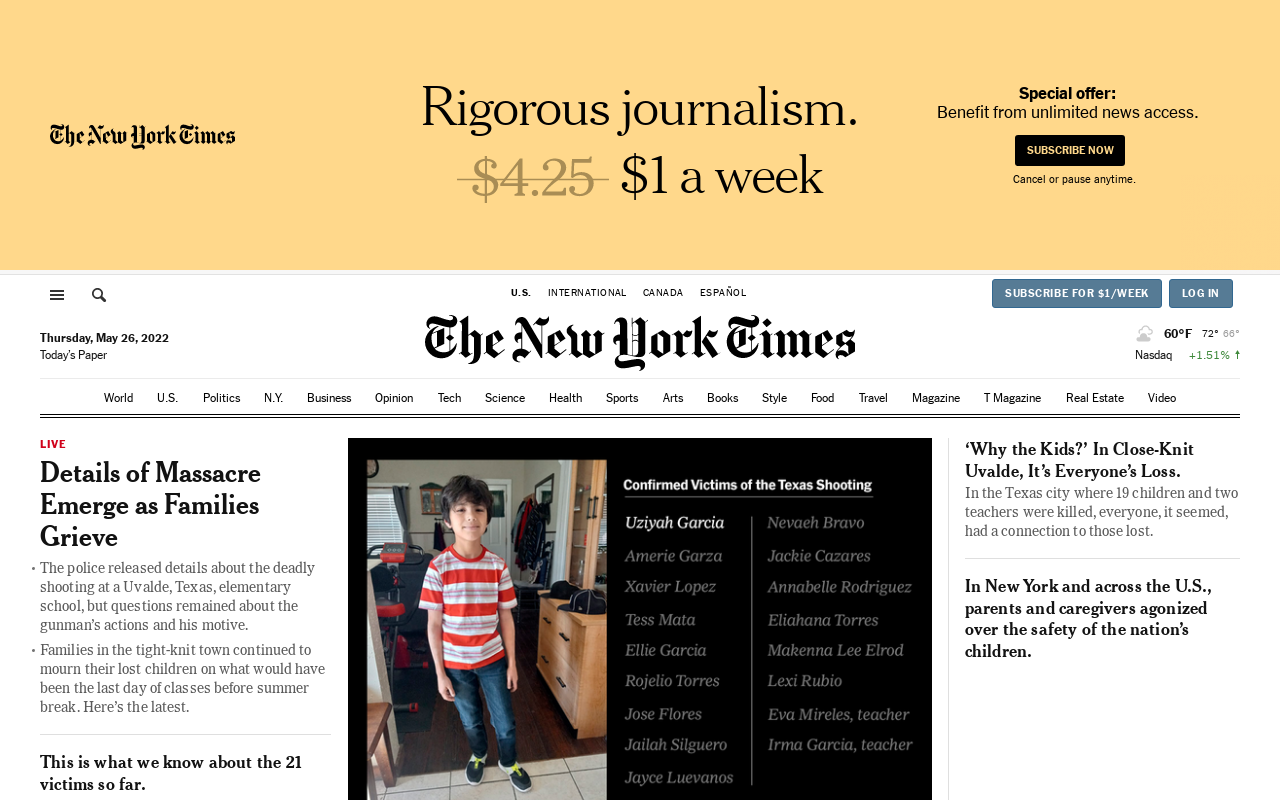 The New York Times
Rigorous journalism.
$4.25 $1 a week
Special offer:
Benefit from unlimited news access.
SUBSCRIBE NOW
Cancel or pause anytime.
U.S. INTERNATIONAL CANADA ESPAÑOL
SUBSCRIBE FOR $1/WEEK LOG IN
Thursday, May 26, 2022
Today's Paper
The New York Times
60°F 72° 66°
Nasdaq +1.51% ↑
World U.S. Politics N.Y. Business Opinion Tech Science Health Sports Arts Books Style Food Travel Magazine T Magazine Real Estate Video
LIVE
Details of Massacre
Emerge as Families
Grieve
• The police released details about the deadly
shooting at a Uvalde, Texas, elementary
school, but questions remained about the
gunman's actions and his motive.
• Families in the tight-knit town continued to
mourn their lost children on what would have
been the last day of classes before summer
break. Here's the latest.
This is what we know about the 21
victims so far.
Confirmed Victims of the Texas Shooting
Uziyah Garcia
Amerie Garza
Xavier Lopez
Tess Mata
Ellie Garcia
Rojelio Torres
Jose Flores
Jailah Silguero
Jayce Luevanos
Nevaeh Bravo
Jackie Cazares
Annabelle Rodriguez
Eliahana Torres
Makenna Lee Elrod
Lexi Rubio
Eva Mireles, teacher
Irma Garcia, teacher
‘Why the Kids?’ In Close-Knit
Uvalde, It’s Everyone’s Loss.
In the Texas city where 19 children and two
teachers were killed, everyone, it seemed,
had a connection to those lost.
In New York and across the U.S.,
parents and caregivers agonized
over the safety of the nation’s
children.